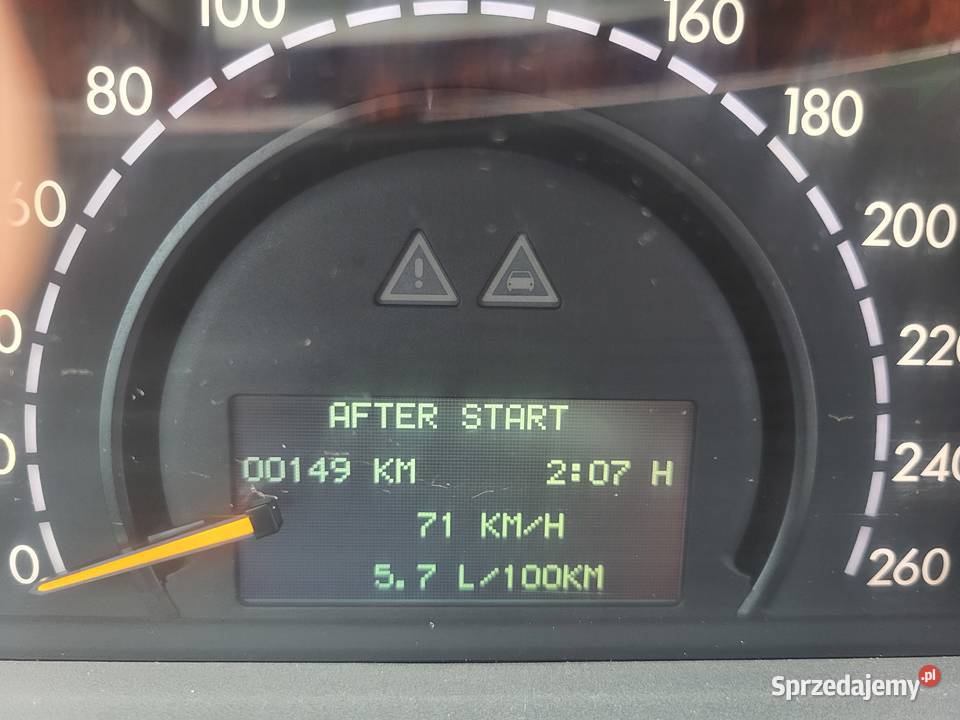 100
160
80
180
60
200
220
AFTER START
00149 KM 2:07 H
240
71 KM/H
0
260
5.7 L/100KM
Sprzedajemy.pl